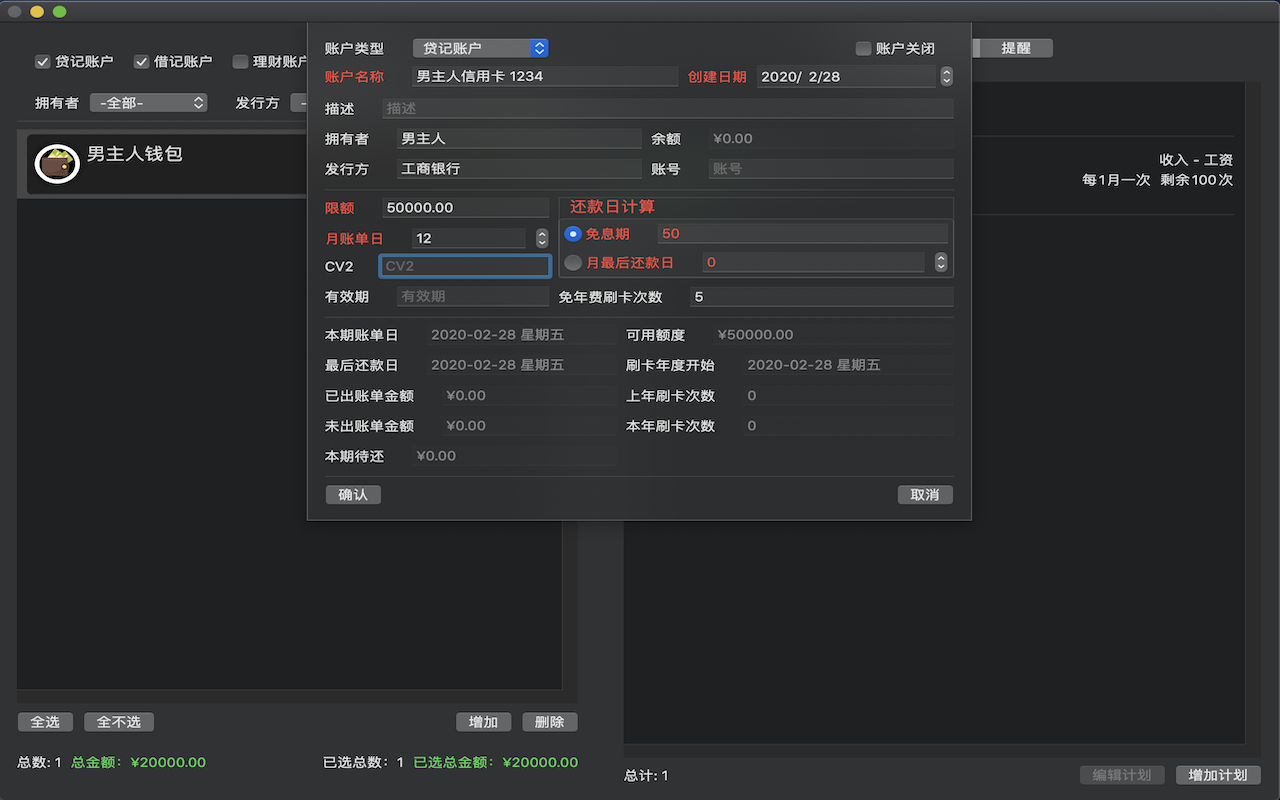 账户类型 贷记账户 账户关闭 提醒
贷记账户 借记账户 理财账户
账户名称 男主人信用卡 1234 创建日期 2020/ 2/28
拥有者 -全部- 发行方 -
描述 描述
拥有者 男主人 余额 ¥0.00
男主人钱包
收入 - 工资
发行方 工商银行 账号 账号
每1月一次 剩余100次
限额 50000.00 还款日计算
月账单日 12 免息期 50
CV2 CV2 月最后还款日 0
有效期 有效期 免年费刷卡次数 5
本期账单日 2020-02-28 星期五 可用额度 ¥50000.00
最后还款日 2020-02-28 星期五 刷卡年度开始 2020-02-28 星期五
已出账单金额 ¥0.00 上年刷卡次数 0
未出账单金额 ¥0.00 本年刷卡次数 0
本期待还 ¥0.00
确认 取消
全选 全不选 增加 删除
总数: 1 总金额: ¥20000.00 已选总数: 1 已选总金额: ¥20000.00
总计: 1 编辑计划 增加计划